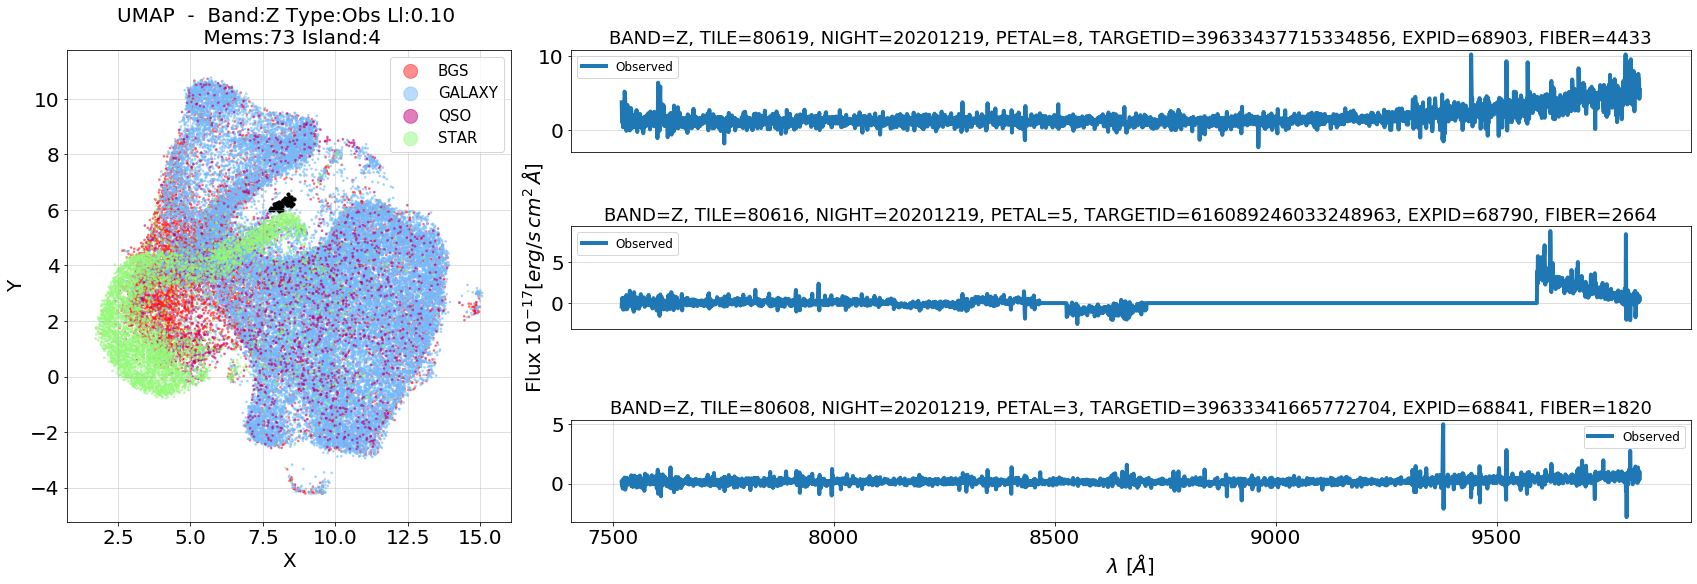 UMAP - Band:Z Type:Obs Ll:0.10
Mems:73 Island:4
BGS
GALAXY
QSO
STAR
10
8
6
4
2
0
−2
−4
Y
2.5 5.0 7.5 10.0 12.5 15.0
X
BAND=Z, TILE=80619, NIGHT=20201219, PETAL=8, TARGETID=39633437715334856, EXPID=68903, FIBER=4433
Observed
10
0
BAND=Z, TILE=80616, NIGHT=20201219, PETAL=5, TARGETID=616089246033248963, EXPID=68790, FIBER=2664
Observed
5
0
Flux 10⁻¹⁷[erg/s cm² Å]
BAND=Z, TILE=80608, NIGHT=20201219, PETAL=3, TARGETID=39633341665772704, EXPID=68841, FIBER=1820
Observed
5
0
7500 8000 8500 9000 9500
λ [Å]